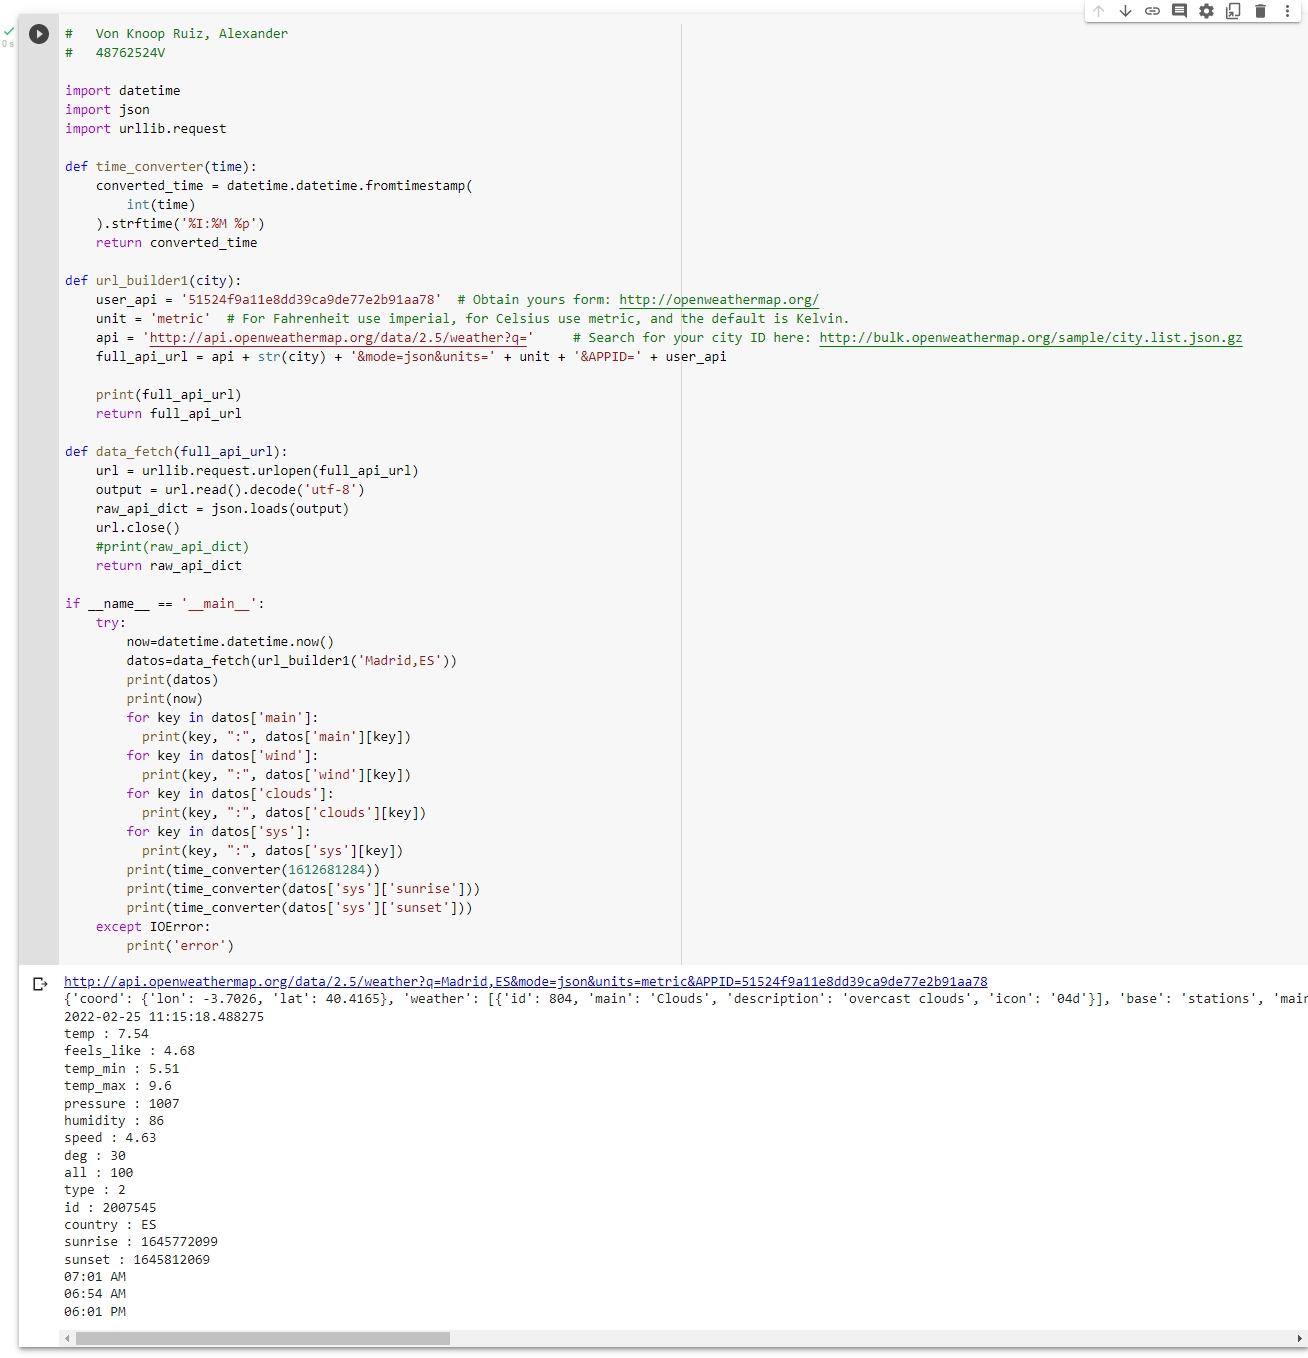 #   Von Knoop Ruiz, Alexander
#   48762524V

import datetime
import json
import urllib.request

def time_converter(time):
    converted_time = datetime.datetime.fromtimestamp(
        int(time)
    ).strftime('%I:%M %p')
    return converted_time

def url_builder1(city):
    user_api = '51524f9a11e8dd39ca9de77e2b91aa78'  # Obtain yours form: http://openweathermap.org/
    unit = 'metric'  # For Fahrenheit use imperial, for Celsius use metric, and the default is Kelvin.
    api = 'http://api.openweathermap.org/data/2.5/weather?q='     # Search for your city ID here: http://bulk.openweathermap.org/sample/city.list.json.gz
    full_api_url = api + str(city) + '&mode=json&units=' + unit + '&APPID=' + user_api

    print(full_api_url)
    return full_api_url

def data_fetch(full_api_url):
    url = urllib.request.urlopen(full_api_url)
    output = url.read().decode('utf-8')
    raw_api_dict = json.loads(output)
    url.close()
    #print(raw_api_dict)
    return raw_api_dict

if __name__ == '__main__':
    try:
        now=datetime.datetime.now()
        datos=data_fetch(url_builder1('Madrid,ES'))
        print(datos)
        print(now)
        for key in datos['main']:
          print(key, ":", datos['main'][key])
        for key in datos['wind']:
          print(key, ":", datos['wind'][key])
        for key in datos['clouds']:
          print(key, ":", datos['clouds'][key])
        for key in datos['sys']:
          print(key, ":", datos['sys'][key])
        print(time_converter(1612681284))
        print(time_converter(datos['sys']['sunrise']))
        print(time_converter(datos['sys']['sunset']))
    except IOError:
        print('error')
0 s
http://api.openweathermap.org/data/2.5/weather?q=Madrid,ES&mode=json&units=metric&APPID=51524f9a11e8dd39ca9de77e2b91aa78
{'coord': {'lon': -3.7026, 'lat': 40.4165}, 'weather': [{'id': 804, 'main': 'Clouds', 'description': 'overcast clouds', 'icon': '04d'}], 'base': 'stations', 'main
2022-02-25 11:15:18.488275
temp : 7.54
feels_like : 4.68
temp_min : 5.51
temp_max : 9.6
pressure : 1007
humidity : 86
speed : 4.63
deg : 30
all : 100
type : 2
id : 2007545
country : ES
sunrise : 1645772099
sunset : 1645812069
07:01 AM
06:54 AM
06:01 PM